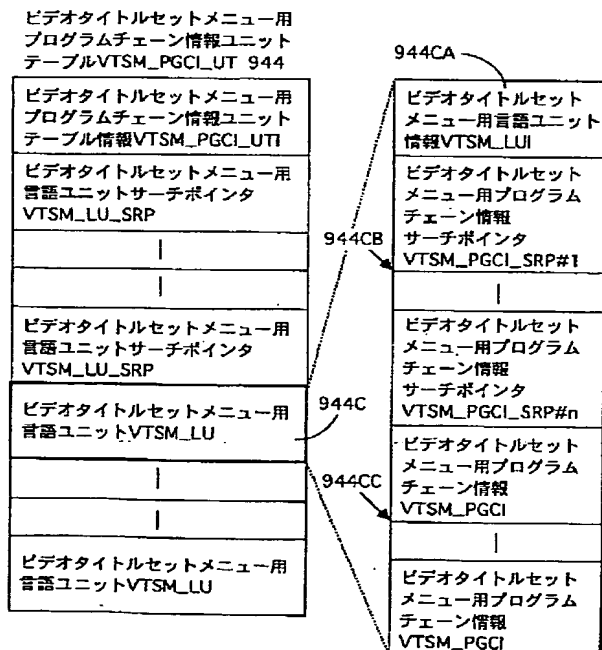 ビデオタイトルセットメニュー用
プログラムチェーン情報ユニット
テーブルVTSM_PGCI_UT 944
ビデオタイトルセットメニュー用
プログラムチェーン情報ユニット
テーブル情報VTSM_PGCI_UTI
ビデオタイトルセットメニュー用
言語ユニットサーチポインタ
VTSM_LU_SRP
ビデオタイトルセットメニュー用
言語ユニットサーチポインタ
VTSM_LU_SRP
ビデオタイトルセットメニュー用
言語ユニットVTSM_LU
ビデオタイトルセットメニュー用
言語ユニットVTSM_LU
944C
944CA
ビデオタイトルセット
メニュー用言語ユニット
情報VTSM_LUI
ビデオタイトルセット
メニュー用プログラム
チェーン情報
サーチポインタ
VTSM_PGCI_SRP#1
944CB
ビデオタイトルセット
メニュー用プログラム
チェーン情報
サーチポインタ
VTSM_PGCI_SRP#n
ビデオタイトルセット
メニュー用プログラム
チェーン情報
VTSM_PGCI
944CC
ビデオタイトルセット
メニュー用プログラム
チェーン情報
VTSM_PGCI